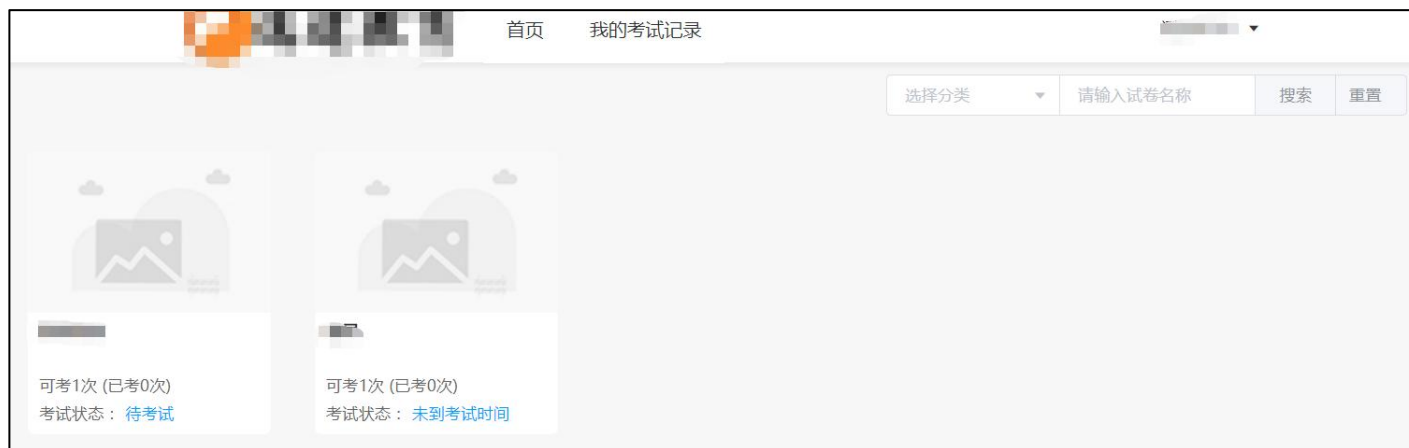 首页
我的考试记录
选择分类
请输入试卷名称
搜索
重置
可考1次 (已考0次)
考试状态： 待考试
可考1次 (已考0次)
考试状态： 未到考试时间